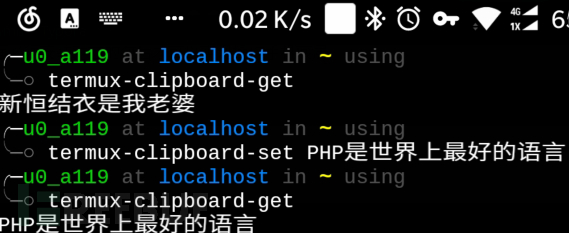 0.02 K/s 4G 1X 65
u0_a119 at localhost in ~ using
termux-clipboard-get
新恒结衣是我老婆
u0_a119 at localhost in ~ using
termux-clipboard-set PHP是世界上最好的语言
u0_a119 at localhost in ~ using
termux-clipboard-get
PHP是世界上最好的语言